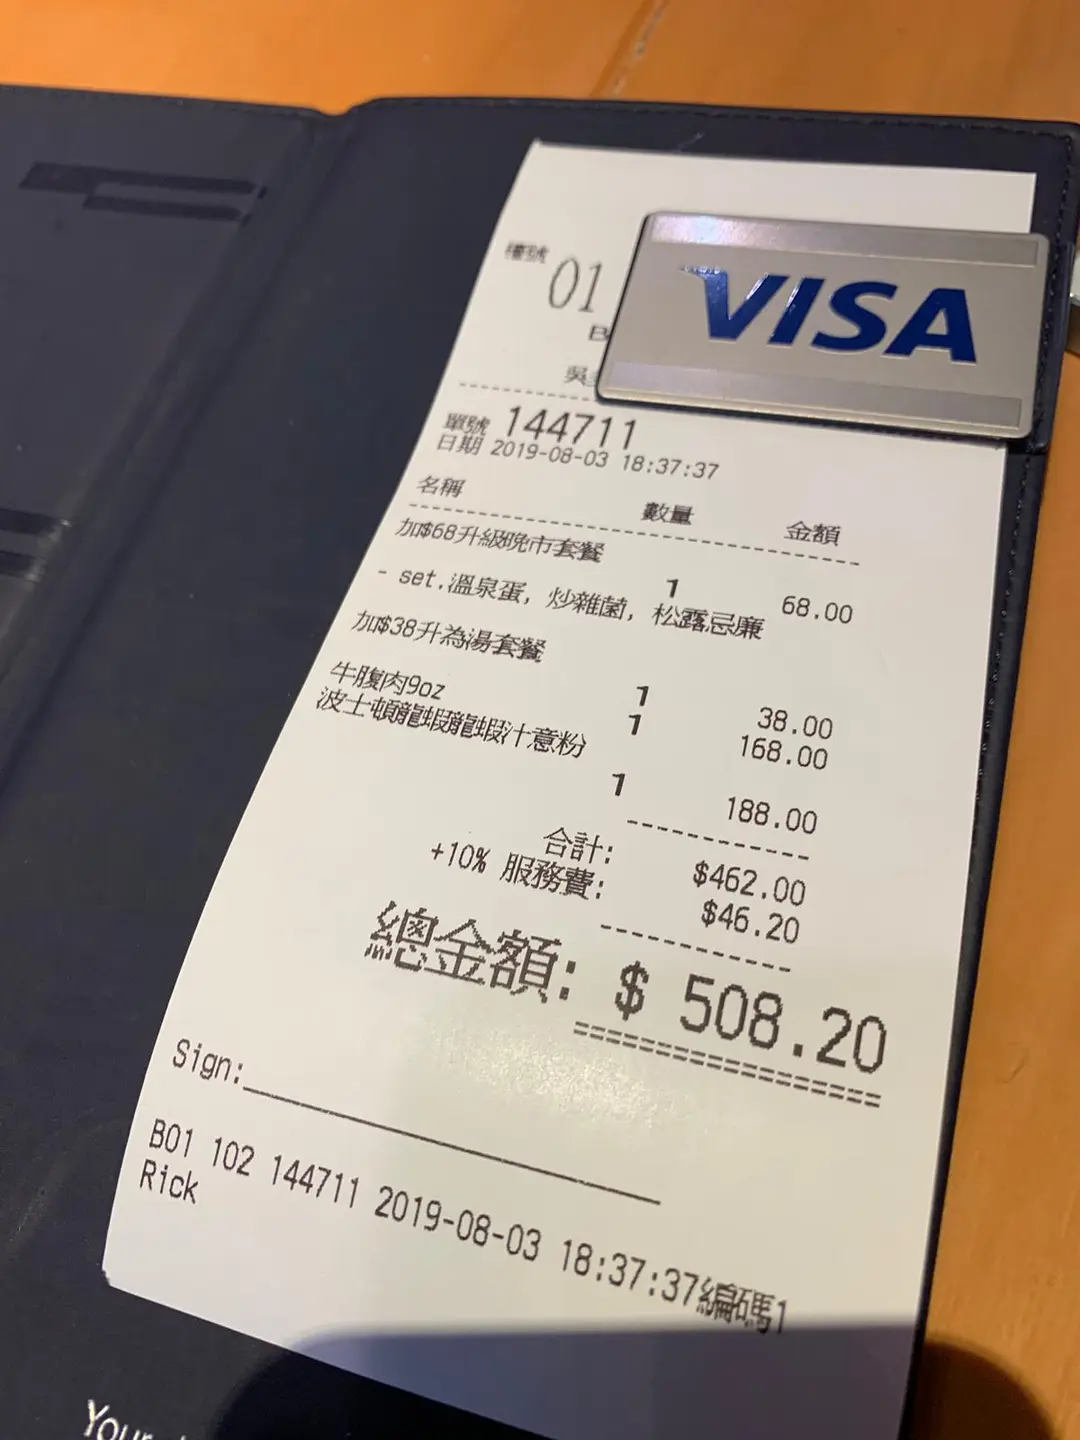 檯號 01
VISA
單號 144711
日期 2019-08-03 18:37:37
名稱 數量 金額
加$68升級晚市套餐
1 68.00
- set.溫泉蛋, 炒雜菌, 松露忌廉
加$38升為湯套餐
1 38.00
牛腹肉9oz 1 168.00
波士頓龍蝦龍蝦汁意粉
1 188.00
合計: $462.00
+10% 服務費: $46.20
總金額: $ 508.20
Sign:
B01 102 144711 2019-08-03 18:37:37編碼1
Rick
Your